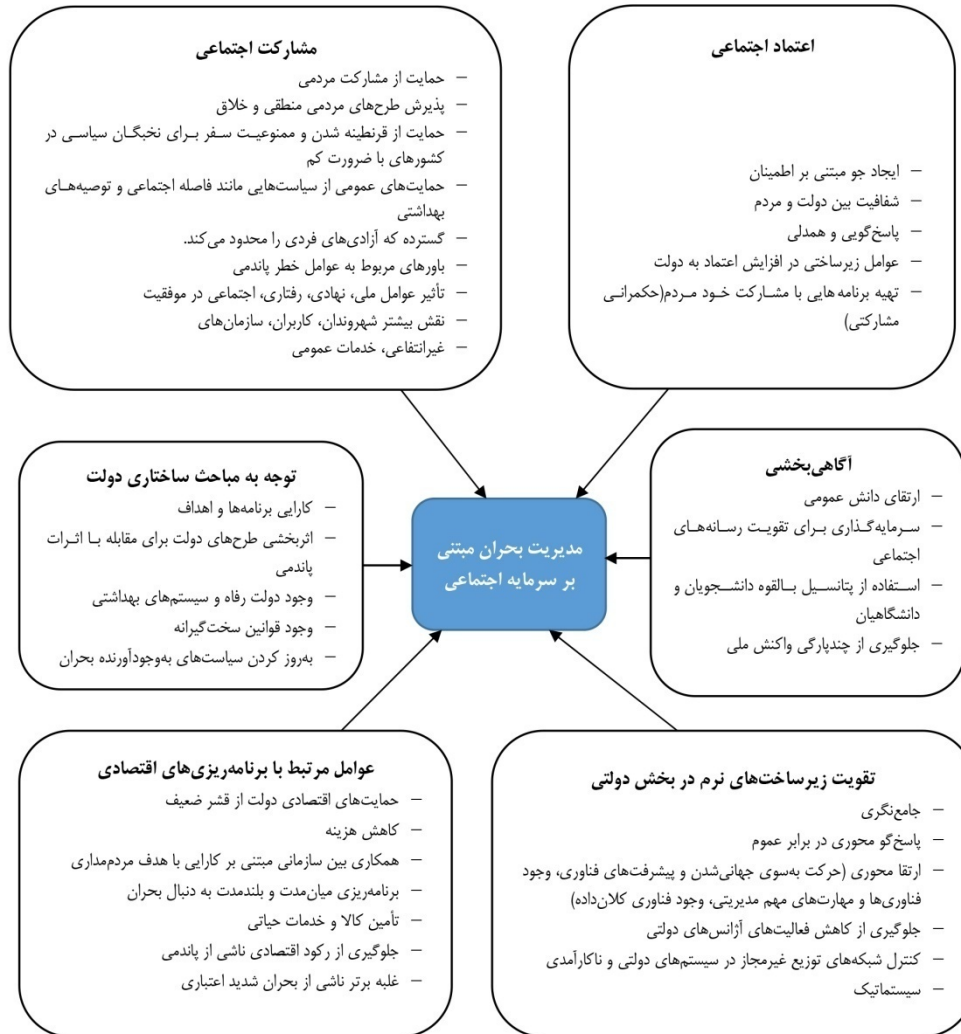 اعتماد اجتماعی
– ایجاد جو مبتنی بر اطمینان
– شفافیت بین دولت و مردم
– پاسخ‌گویی و همدلی
– عوامل زیرساختی در افزایش اعتماد به دولت
– تهیه برنامه هایی با مشارکت خود مردم(حکمرانی
مشارکتی)
مشارکت اجتماعی
– حمایت از مشارکت مردمی
– پذیرش طرح‌های مردمی منطقی و خلاق
– حمایت از قرنطینه شدن و ممنوعیت سفر برای نخبگان سیاسی در
کشورهای با ضرورت کم
– حمایت‌های عمومی از سیاست‌هایی مانند فاصله اجتماعی و توصیه‌های
بهداشتی
– گسترده که آزادی‌های فردی را محدود می‌کند.
– باورهای مربوط به عوامل خطر پاندمی
– تأثیر عوامل ملی، نهادی، رفتاری، اجتماعی در موفقیت
– نقش بیشتر شهروندان، کاربران، سازمان‌های
– غیرانتفاعی، خدمات عمومی
آگاهی‌بخشی
– ارتقای دانش عمومی
– سرمایه‌گذاری برای تقویت رسانه‌های
اجتماعی
– استفاده از پتانسیل بالقوه دانشجویان و
دانشگاهیان
– جلوگیری از چندپارگی واکنش ملی
مدیریت بحران مبتنی
بر سرمایه اجتماعی
توجه به مباحث ساختاری دولت
– کارایی برنامه‌ها و اهداف
– اثربخشی طرح‌های دولت برای مقابله با اثرات
پاندمی
– وجود دولت رفاه و سیستم‌های بهداشتی
– وجود قوانین سخت‌گیرانه
– به‌روز کردن سیاست‌های به‌وجودآورنده بحران
تقویت زیرساخت‌های نرم در بخش دولتی
– جامع‌نگری
– پاسخ‌گو محوری در برابر عموم
– ارتقا محوری (حرکت به‌سوی جهانی‌شدن و پیشرفت‌های فناوری، وجود
فناوری‌ها و مهارت‌های مهم مدیریتی، وجود فناوری کلان‌داده)
– جلوگیری از کاهش فعالیت‌های آژانس‌های دولتی
– کنترل شبکه‌های توزیع غیرمجاز در سیستم‌های دولتی و ناکارآمدی
– سیستماتیک
عوامل مرتبط با برنامه‌ریزی‌های اقتصادی
– حمایت‌های اقتصادی دولت از قشر ضعیف
– کاهش هزینه
– همکاری بین سازمانی مبتنی بر کارایی با هدف مردم‌مداری
– برنامه‌ریزی میان‌مدت و بلندمدت به دنبال بحران
– تأمین کالا و خدمات حیاتی
– جلوگیری از رکود اقتصادی ناشی از پاندمی
– غلبه برتر ناشی از بحران شدید اعتباری